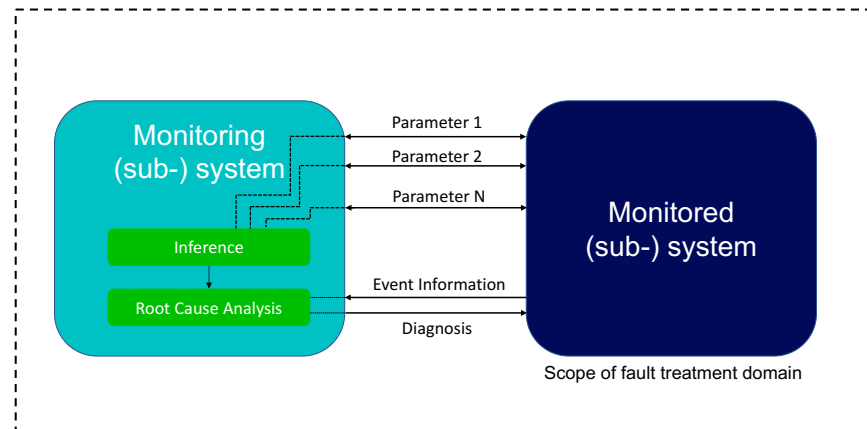 Monitoring
(sub-) system
Parameter 1
Parameter 2
Parameter N
Inference
Root Cause Analysis
Event Information
Diagnosis
Monitored
(sub-) system
Scope of fault treatment domain